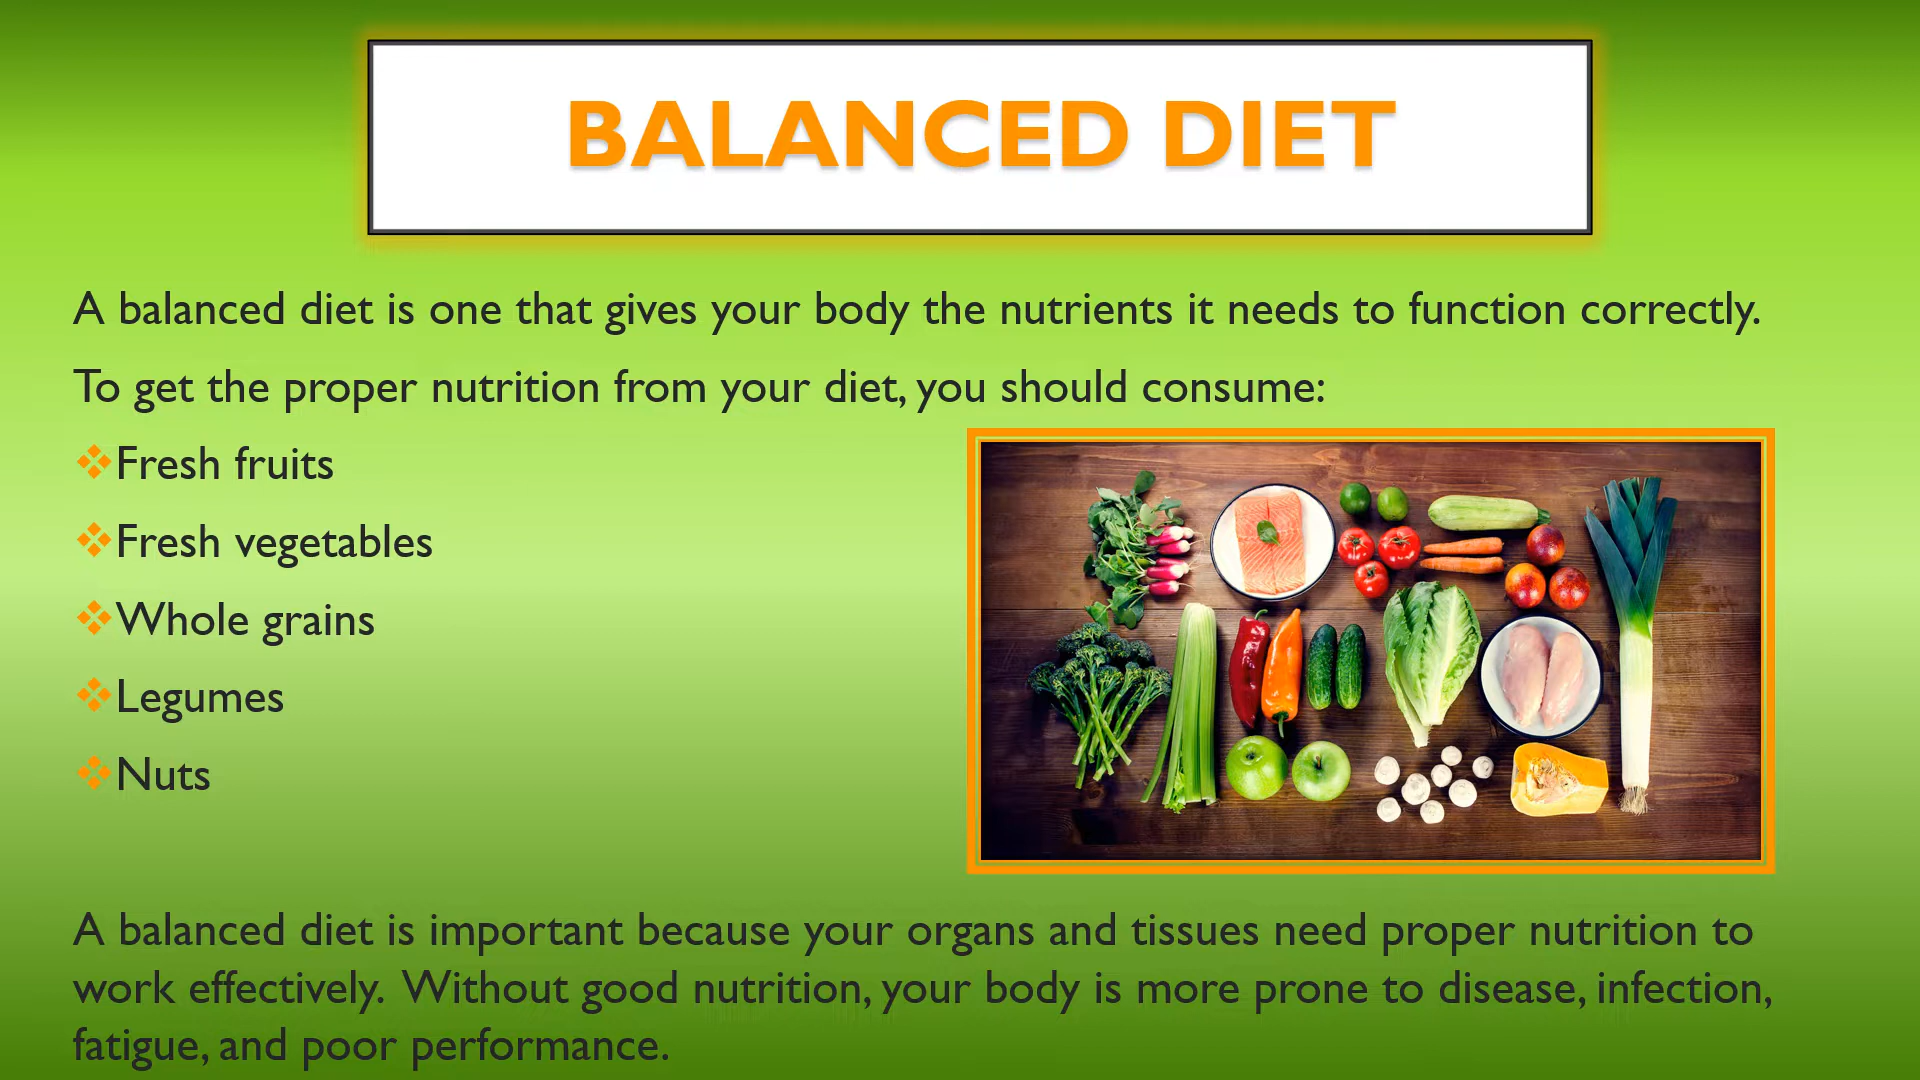 BALANCED DIET
A balanced diet is one that gives your body the nutrients it needs to function correctly.
To get the proper nutrition from your diet, you should consume:
❖Fresh fruits
❖Fresh vegetables
❖Whole grains
❖Legumes
❖Nuts
A balanced diet is important because your organs and tissues need proper nutrition to
work effectively. Without good nutrition, your body is more prone to disease, infection,
fatigue, and poor performance.